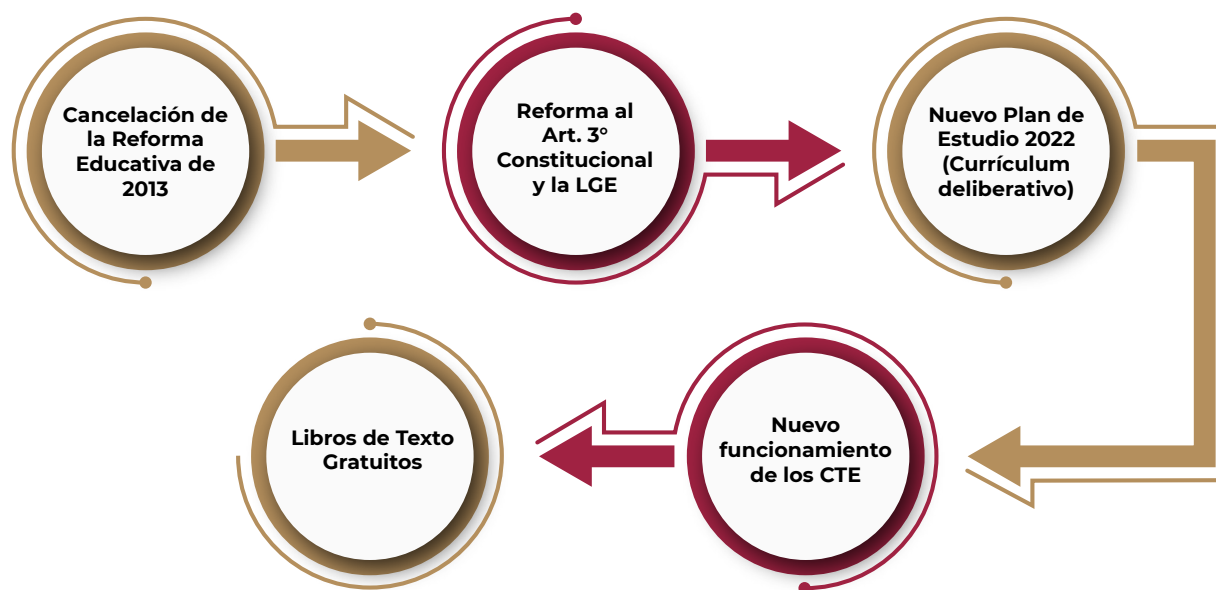 Cancelación de
la Reforma
Educativa de
2013
Reforma al
Art. 3°
Constitucional
y la LGE
Nuevo Plan de
Estudio 2022
(Currículum
deliberativo)
Nuevo
funcionamiento
de los CTE
Libros de Texto
Gratuitos